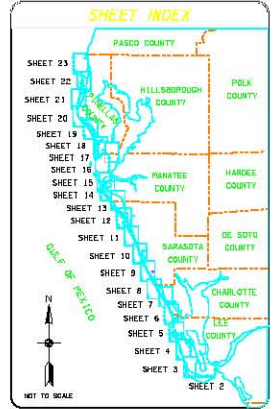 SHEET INDEX
PASCO COUNTY
SHEET 23
SHEET 22
SHEET 21
SHEET 20
SHEET 19
SHEET 18
SHEET 17
SHEET 16
SHEET 15
SHEET 14
SHEET 13
SHEET 12
SHEET 11
SHEET 10
SHEET 9
SHEET 8
SHEET 7
SHEET 6
SHEET 5
SHEET 4
SHEET 3
SHEET 2
PINELLAS
COUNTY
HILLSBOROUGH
COUNTY
POLK
COUNTY
MANATEE
COUNTY
HARDEE
COUNTY
SARASOTA
COUNTY
DE SOTO
COUNTY
CHARLOTTE
COUNTY
LEE
COUNTY
GULF OF MEXICO
N
NOT TO SCALE